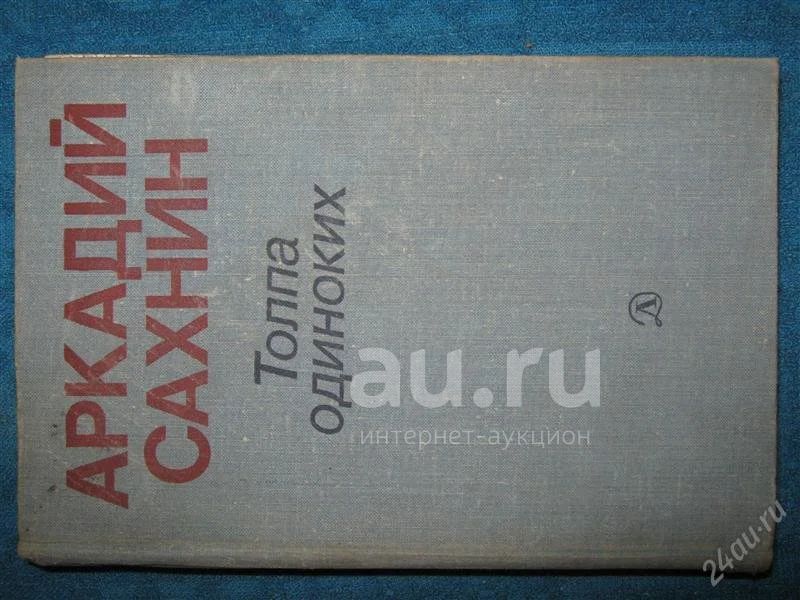 АРКАДИЙ
САХНИН
Толпа
одиноких
au.ru
интернет-аукцион
24au.ru